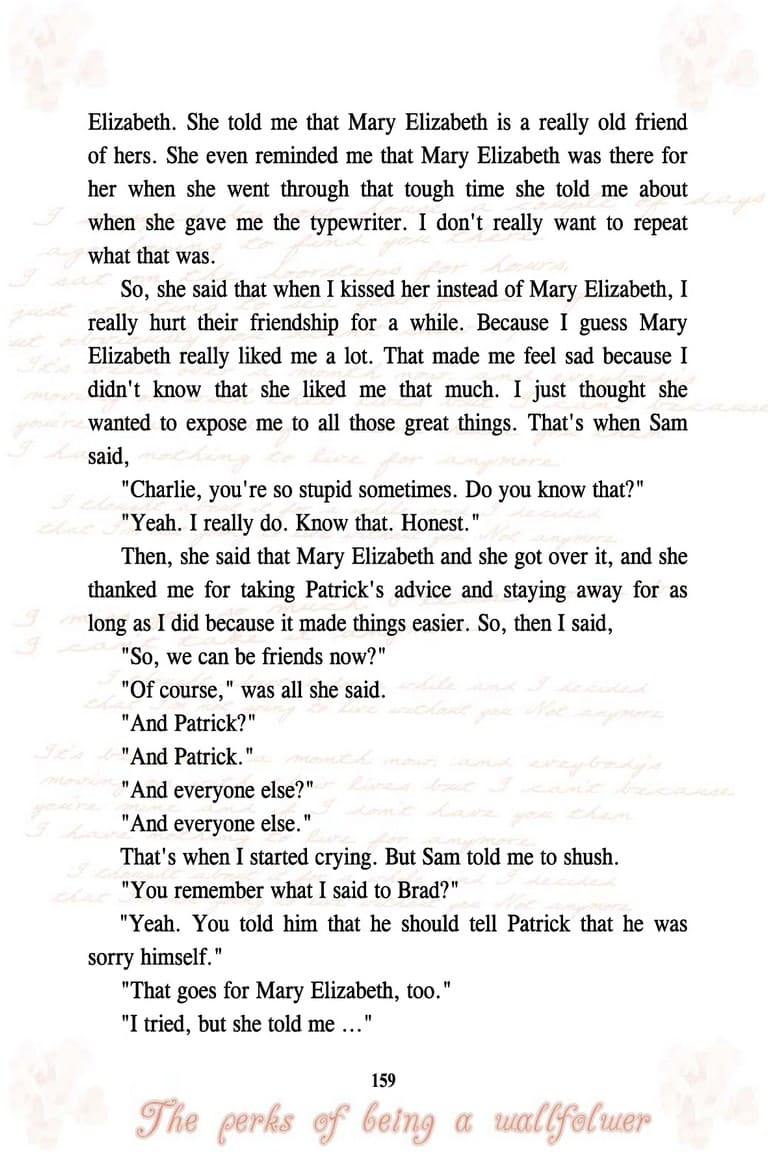 Elizabeth. She told me that Mary Elizabeth is a really old friend
of hers. She even reminded me that Mary Elizabeth was there for
her when she went through that tough time she told me about
when she gave me the typewriter. I don't really want to repeat
what that was.
So, she said that when I kissed her instead of Mary Elizabeth, I
really hurt their friendship for a while. Because I guess Mary
Elizabeth really liked me a lot. That made me feel sad because I
didn't know that she liked me that much. I just thought she
wanted to expose me to all those great things. That's when Sam
said,
"Charlie, you're so stupid sometimes. Do you know that?"
"Yeah. I really do. Know that. Honest."
Then, she said that Mary Elizabeth and she got over it, and she
thanked me for taking Patrick's advice and staying away for as
long as I did because it made things easier. So, then I said,
"So, we can be friends now?"
"Of course," was all she said.
"And Patrick?"
"And Patrick."
"And everyone else?"
"And everyone else."
That's when I started crying. But Sam told me to shush.
"You remember what I said to Brad?"
"Yeah. You told him that he should tell Patrick that he was
sorry himself."
"That goes for Mary Elizabeth, too."
"I tried, but she told me ..."
159
The perks of being a wallfolwer